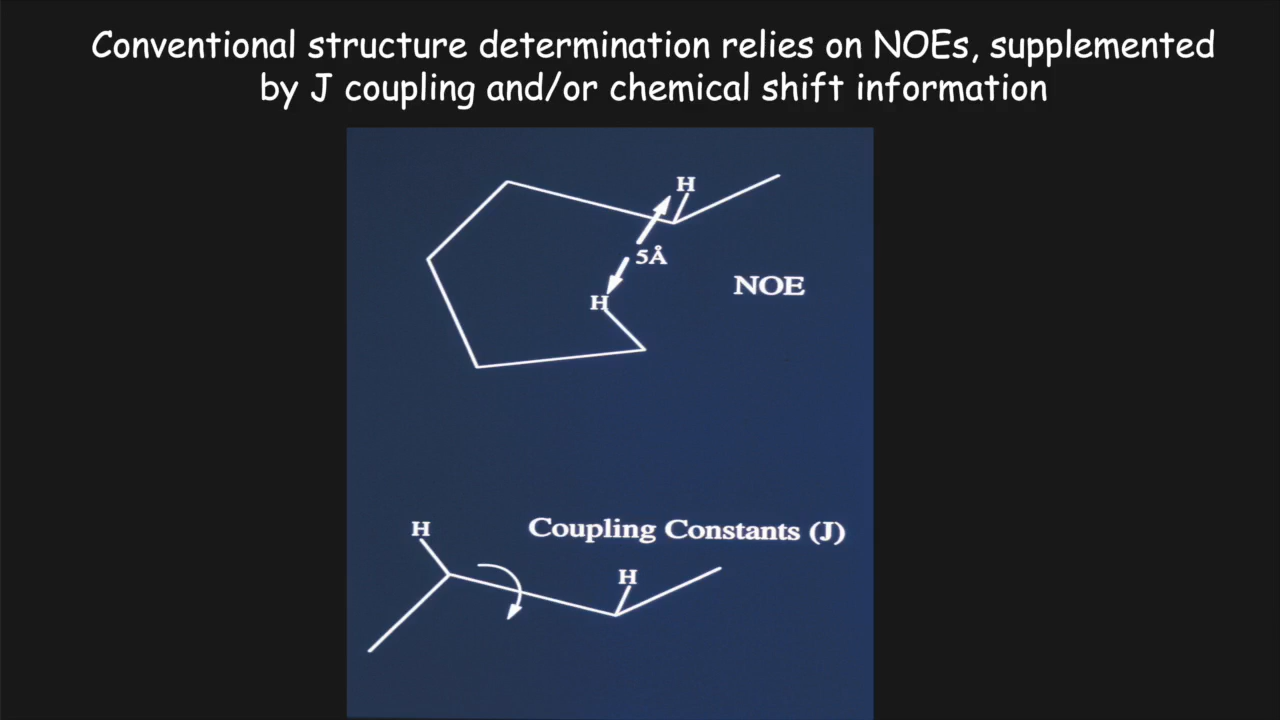 Conventional structure determination relies on NOEs, supplemented
by J coupling and/or chemical shift information
H
5Å
NOE
H
H
Coupling Constants (J)
H